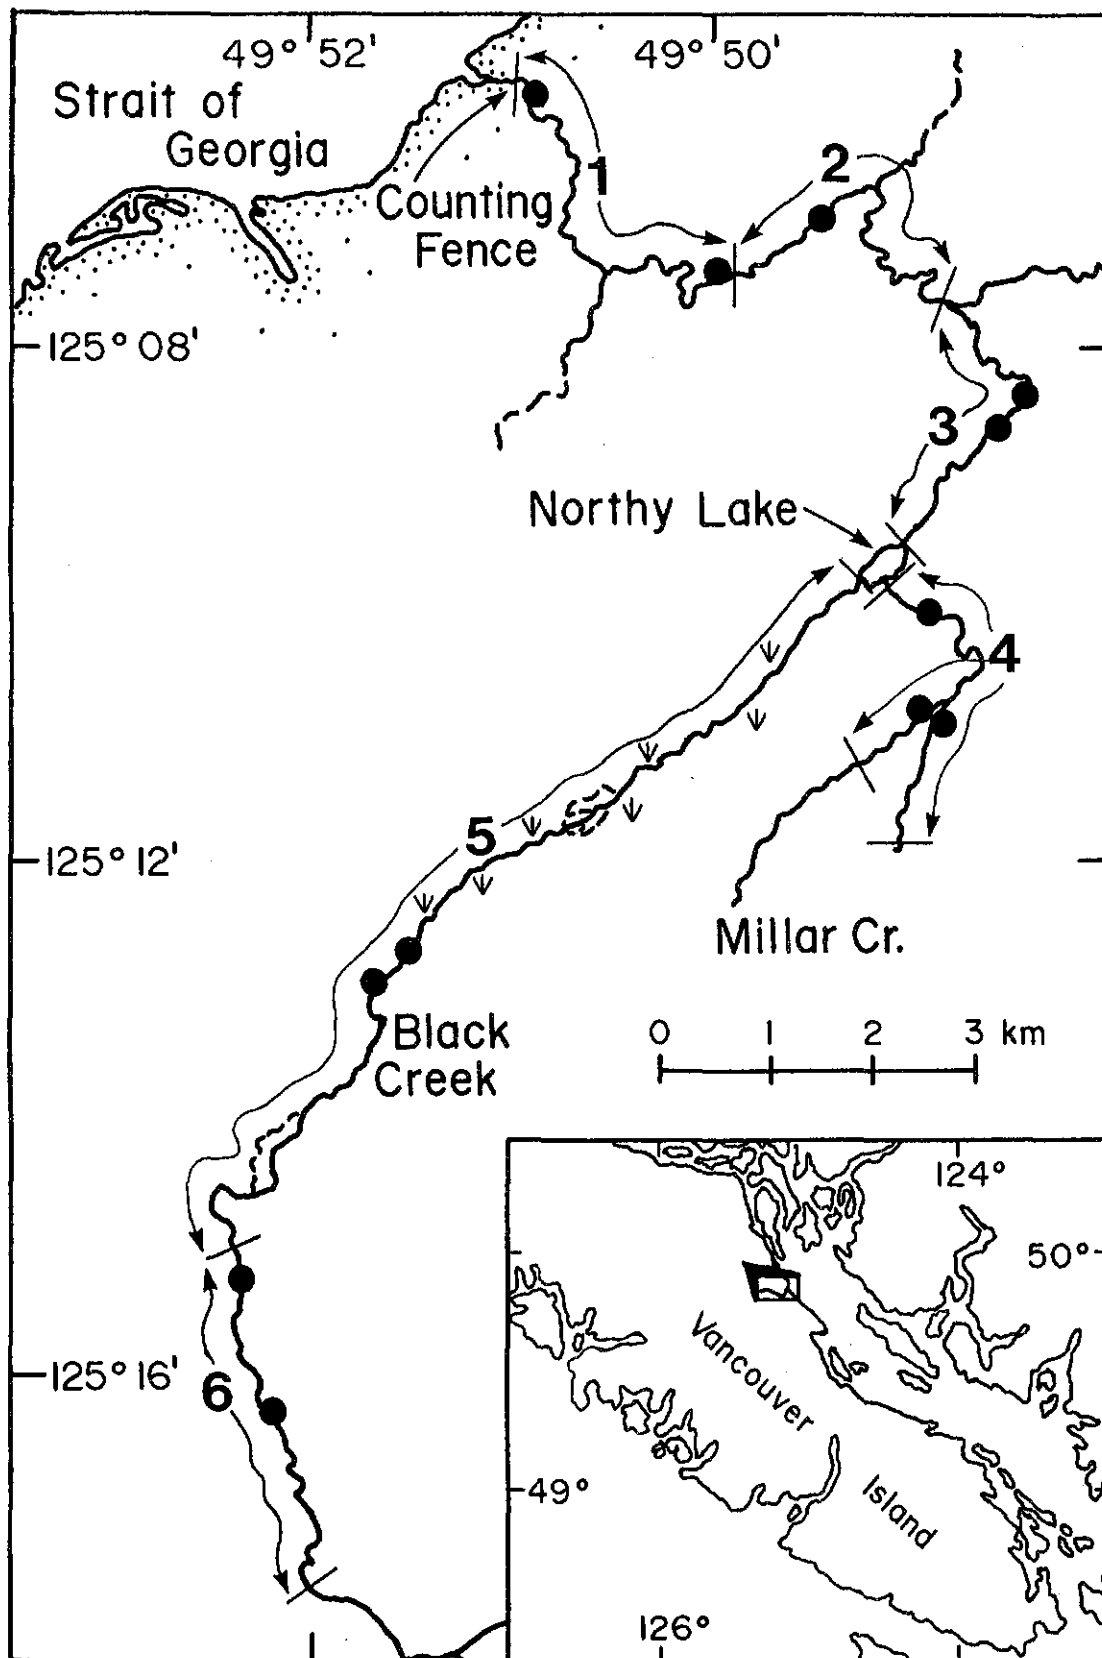 49° 52'
49° 50'
Strait of
Georgia
1
2
Counting
Fence
125° 08'
3
Northy Lake
4
5
125° 12'
Millar Cr.
Black
Creek
0 1 2 3 km
124°
50°
Vancouver
Island
125° 16'
6
49°
126°